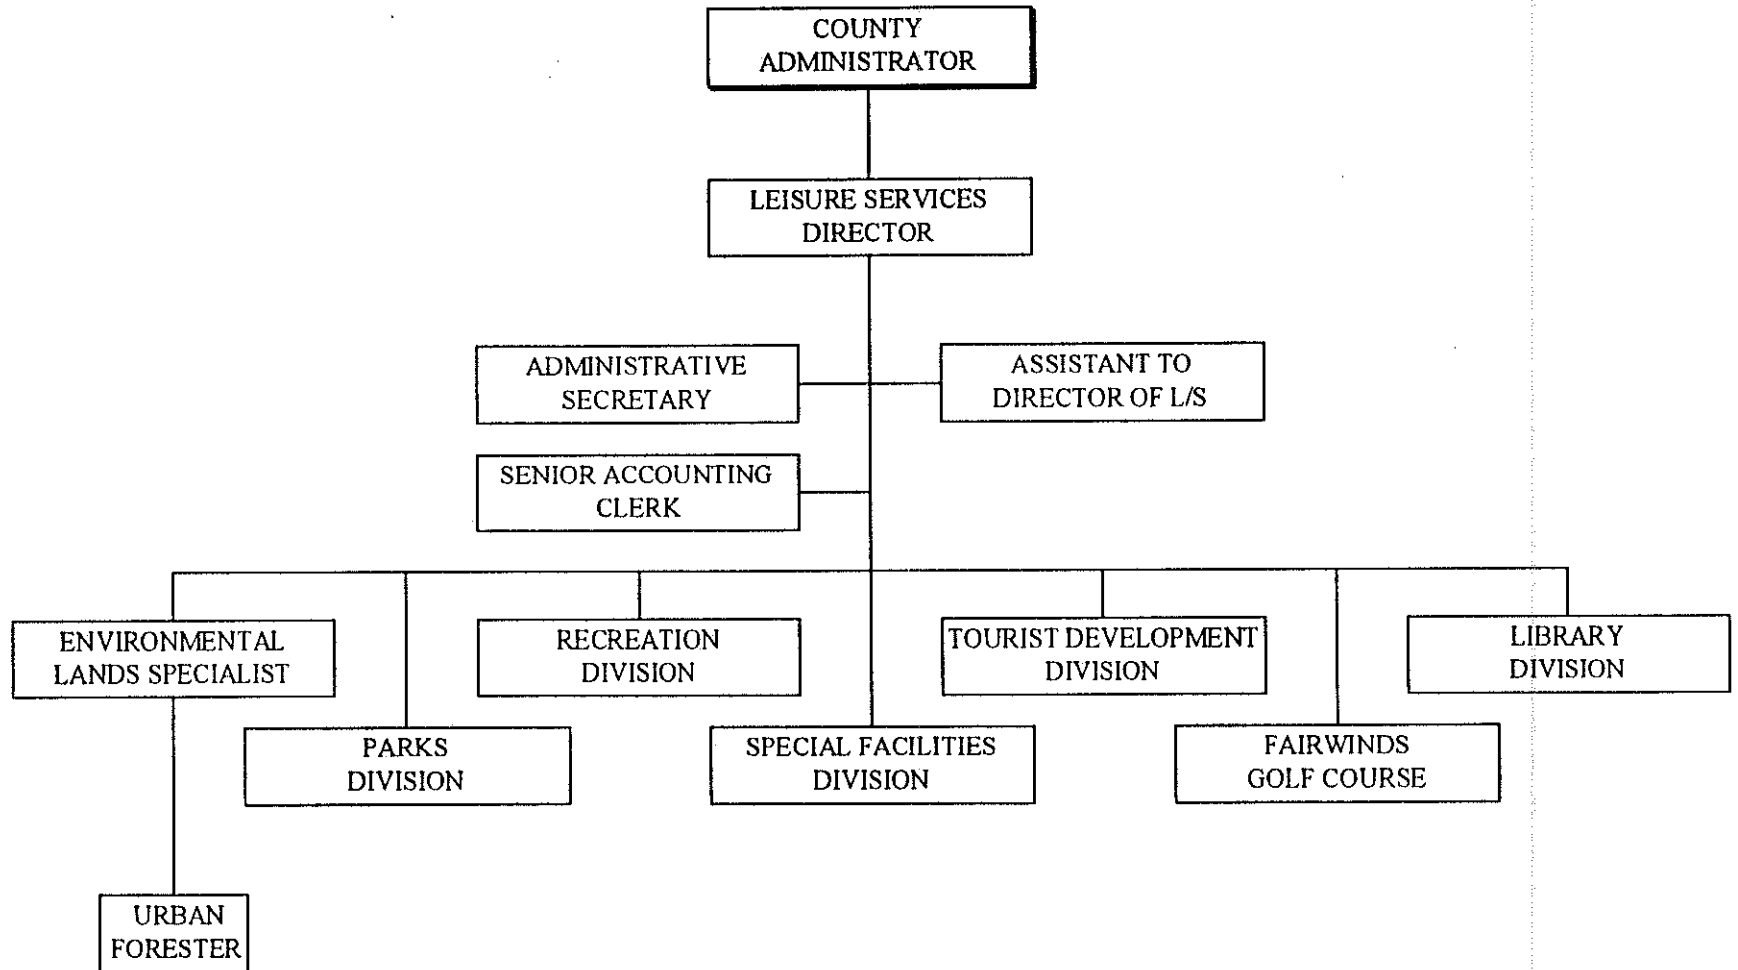 COUNTY
ADMINISTRATOR
LEISURE SERVICES
DIRECTOR
ADMINISTRATIVE
SECRETARY
ASSISTANT TO
DIRECTOR OF L/S
SENIOR ACCOUNTING
CLERK
ENVIRONMENTAL
LANDS SPECIALIST
RECREATION
DIVISION
TOURIST DEVELOPMENT
DIVISION
LIBRARY
DIVISION
PARKS
DIVISION
SPECIAL FACILITIES
DIVISION
FAIRWINDS
GOLF COURSE
URBAN
FORESTER